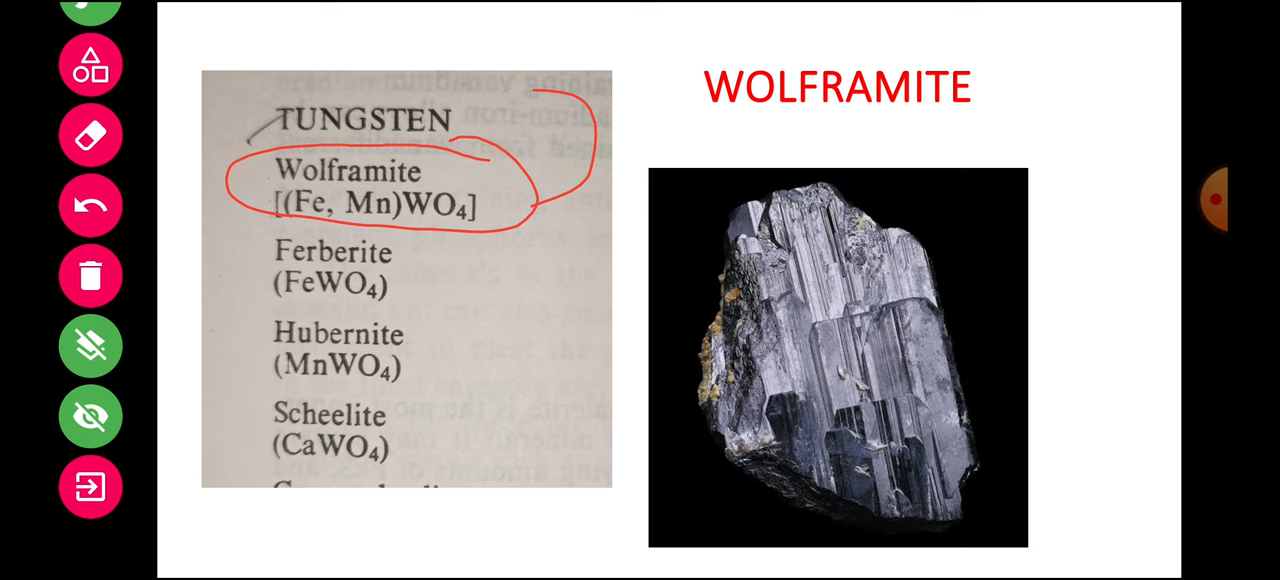 TUNGSTEN
Wolframite
[(Fe, Mn)WO₄]
Ferberite
(FeWO₄)
Hubernite
(MnWO₄)
Scheelite
(CaWO₄)
WOLFRAMITE